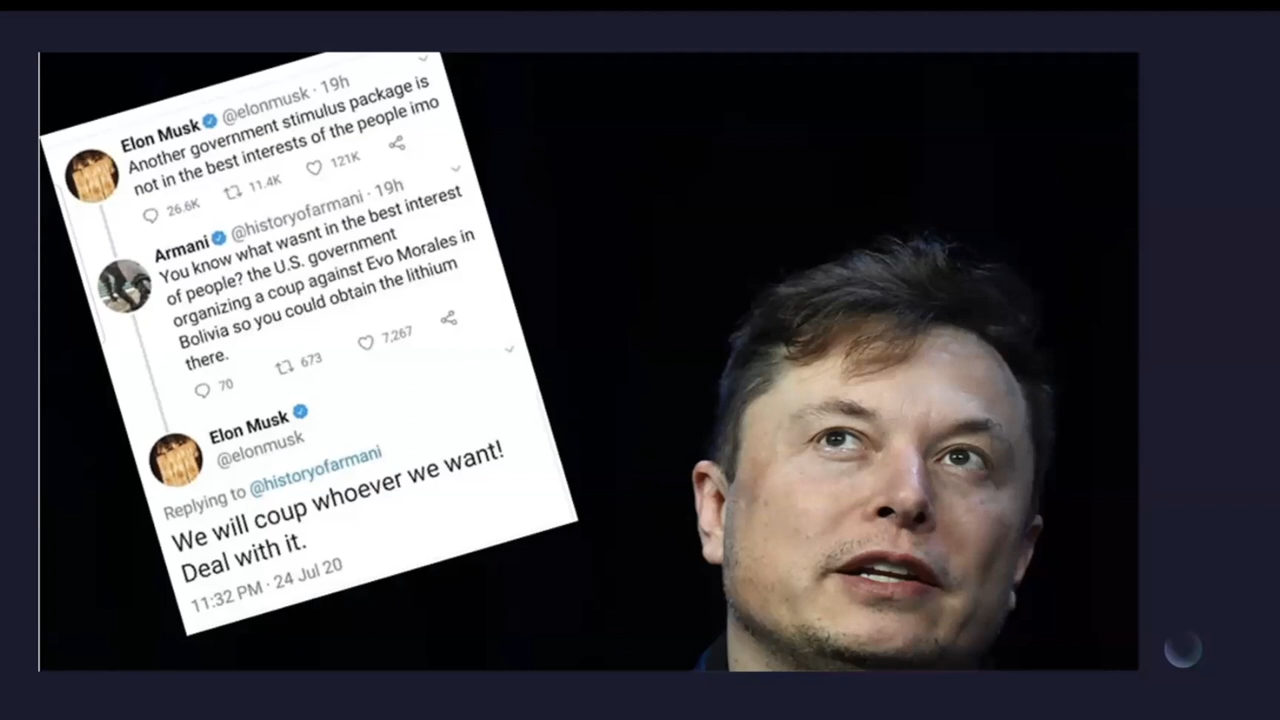 Elon Musk @elonmusk · 19h
Another government stimulus package is
not in the best interests of the people imo
26.6K 11.4K 121K
Armani @historyofarmani · 19h
You know what wasnt in the best interest
of people? the U.S. government
organizing a coup against Evo Morales in
Bolivia so you could obtain the lithium
there.
70 673 7,267
Elon Musk
@elonmusk
Replying to @historyofarmani
We will coup whoever we want!
Deal with it.
11:32 PM · 24 Jul 20